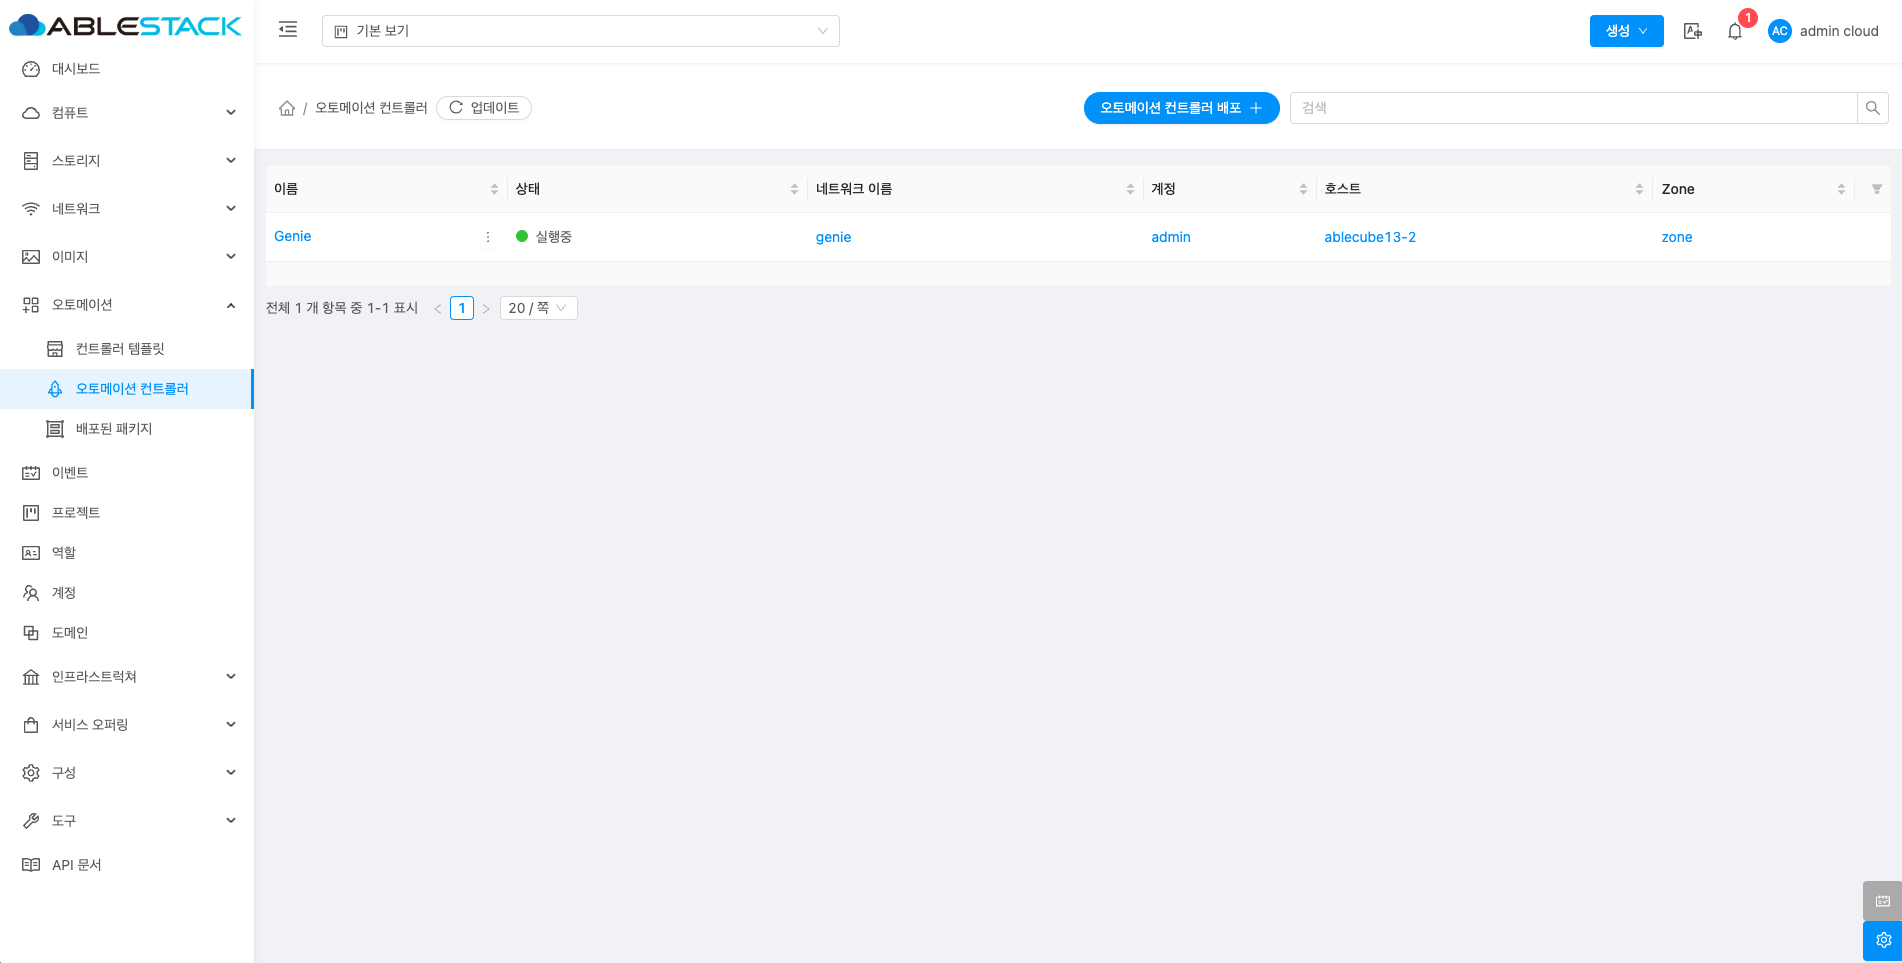 ABLESTACK
기본 보기
생성
1
AC
admin cloud
대시보드
컴퓨트
스토리지
네트워크
이미지
오토메이션
컨트롤러 템플릿
오토메이션 컨트롤러
배포된 패키지
이벤트
프로젝트
역할
계정
도메인
인프라스트럭쳐
서비스 오퍼링
구성
도구
API 문서
/ 오토메이션 컨트롤러
업데이트
오토메이션 컨트롤러 배포
검색
이름 상태 네트워크 이름 계정 호스트 Zone
Genie 실행중 genie admin ablecube13-2 zone
전체 1 개 항목 중 1-1 표시 1 20 / 쪽